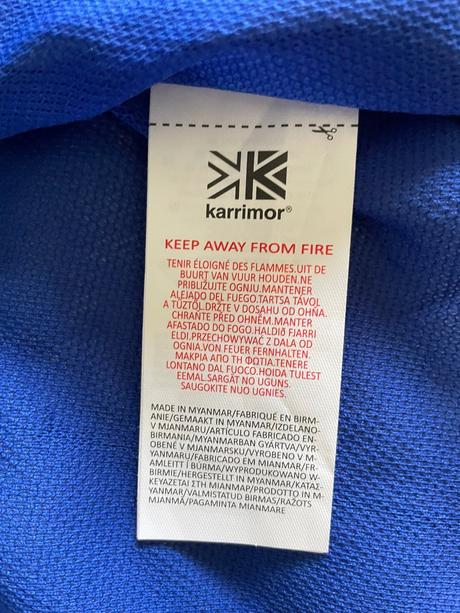 karrimor®
KEEP AWAY FROM FIRE
TENIR ÉLOIGNÉ DES FLAMMES.UIT DE
BUURT VAN VUUR HOUDEN.NE
PRIBLIŽUJTE OGNJU.MANTENER
ALEJADO DEL FUEGO.TARTSA TÁVOL
A TŰZTŐL.DRŽTE V DOSAHU OD OHŇA.
CHRAŇTE PŘED OHNĚM.MANTER
AFASTADO DO FOGO.HALDIÐ FJARRI
ELDI.PRZECHOWYWAĆ Z DALA OD
OGNIA.VON FEUER FERNHALTEN.
ΜΑΚΡΙΑ ΑΠΟ ΤΗ ΦΩΤΙΑ.TENERE
LONTANO DAL FUOCO.HOIDA TULEST
EEMAL.SARGĀT NO UGUNS.
SAUGOKITE NUO UGNIES.
MADE IN MYANMAR/FABRIQUÉ EN BIRM-
ANIE/GEMAAKT IN MYANMAR/IZDELANO-
V MJANMARU/ARTÍCULO FABRICADO EN-
BIRMANIA/MYANMARBAN GYÁRTVA/VYR-
OBENÉ V MJANMARSKU/VYROBENO V M-
YANMARU/FABRICADO EM MIANMAR/FR-
AMLEITT Í BÚRMA/WYPRODUKOWANO W-
BIRMIE/HERGESTELLT IN MYANMAR/ΚΑΤΑΣ-
ΚΕΥΑΖΕΤΑΙ ΣΤΗ ΜΙΑΝΜΑΡ/PRODOTTO IN M-
YANMAR/VALMISTATUD BIRMAS/RAŽOTS
MJANMĀ/PAGAMINTA MIANMARE